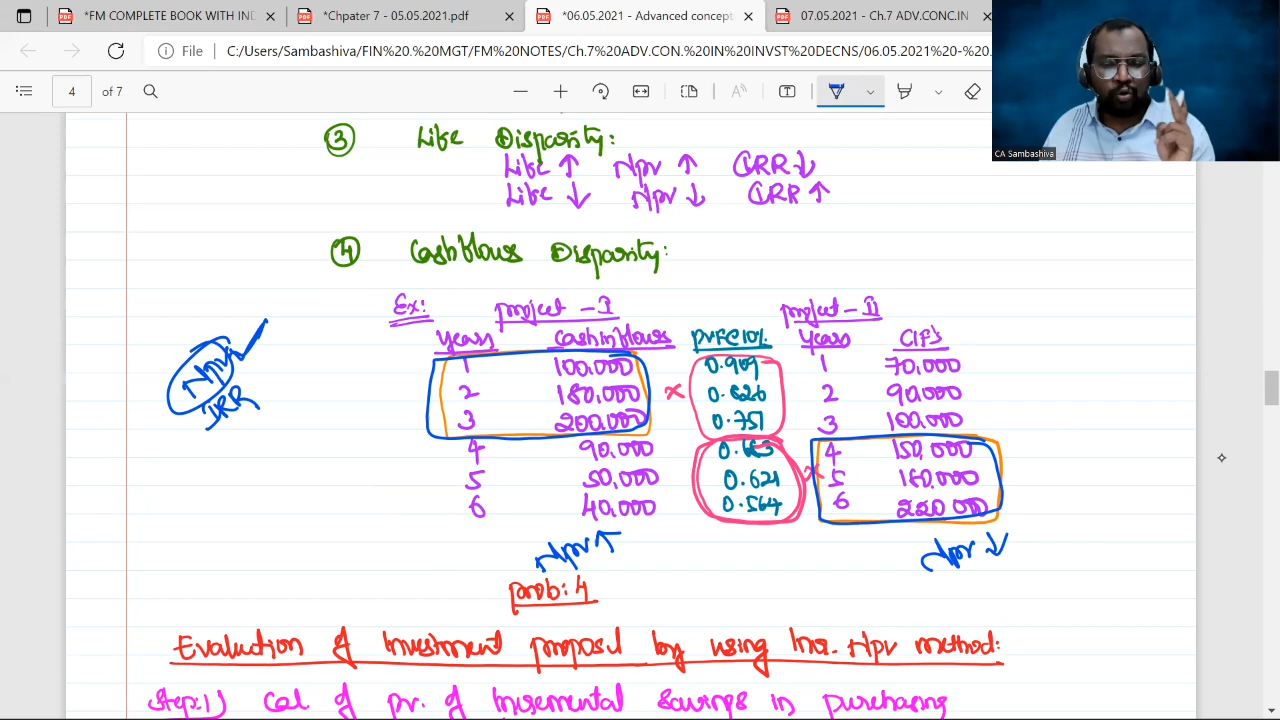 *FM COMPLETE BOOK WITH IND
*Chpater 7 - 05.05.2021.pdf
*06.05.2021 - Advanced concept
07.05.2021 - Ch.7 ADV.CONC.IN
File C:/Users/Sambashiva/FIN%20.%20MGT/FM%20NOTES/Ch.7%20ADV.CON.%20IN%20INVST%20DECNS/06.05.2021%20-%20.
4 of 7
CA Sambashiva
③ Life Disparity:
Life ↑ Npv ↑ IRR ↓
Life ↓ Npv ↓ IRR ↑
④ Cashflows Disparity:
Ex: project - I project - II
years Cashinflows pvf@10% years CIF's
1 100,000 0.909 1 70,000
2 180,000 × 0.826 2 90,000
3 200,000 0.751 3 100,000
4 90,000 0.683 4 150,000
5 50,000 0.621 × 5 180,000
6 40,000 0.564 6 220,000
Npv
IRR
Npv ↑ Npv ↓
prob: 4
Evaluction of investment proposal by using Inc. Npv method:
Step:1) Cal of pv. of Incremental Savings in purchasing